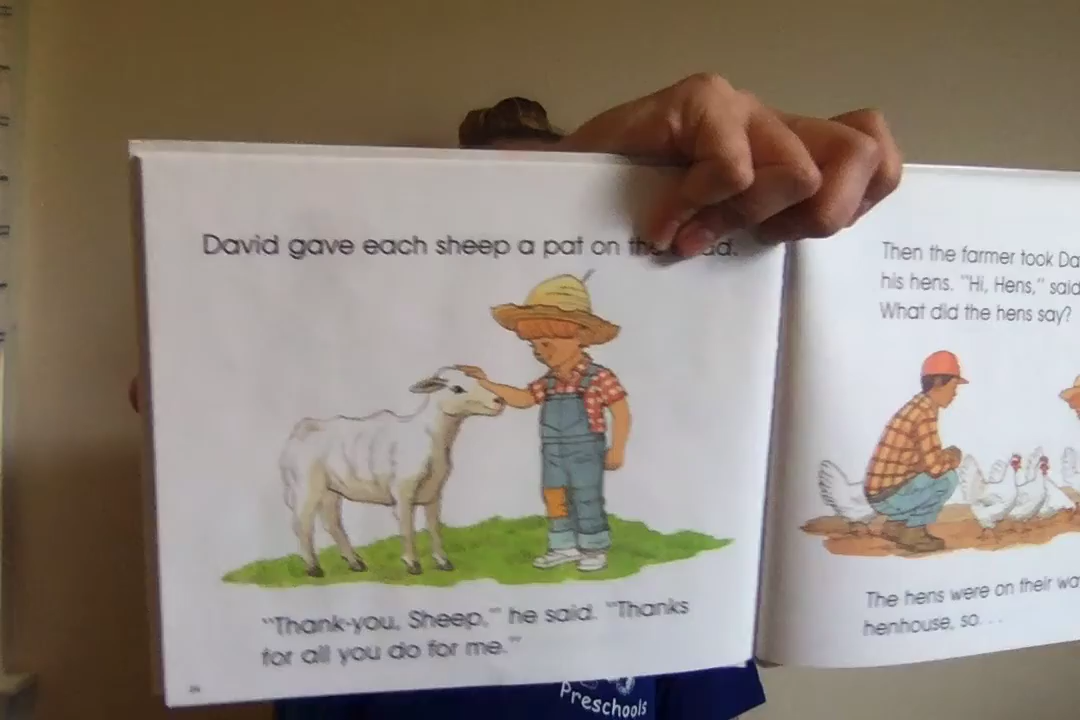 David gave each sheep a pat on the
"Thank-you, Sheep," he said. "Thanks
for all you do for me."
Then the farmer took
his hens. "Hi, Hens," said
What did the hens say?
The hens were on their
henhouse, so. . .
Preschools